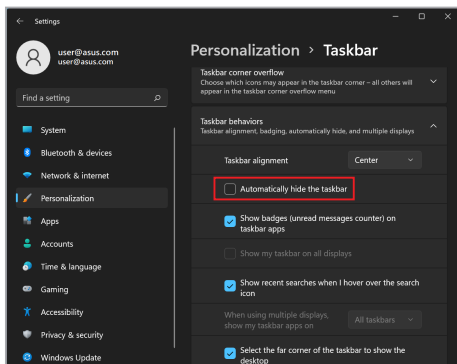 Settings
user@asus.com
user@asus.com
Find a setting
System
Bluetooth & devices
Network & internet
Personalization
Apps
Accounts
Time & language
Gaming
Accessibility
Privacy & security
Windows Update
Personalization > Taskbar
Taskbar corner overflow
Choose which icons may appear in the taskbar corner – all others will
appear in the taskbar corner overflow menu
Taskbar behaviors
Taskbar alignment, badging, automatically hide, and multiple displays
Taskbar alignment
Center
Automatically hide the taskbar
Show badges (unread messages counter) on
taskbar apps
Show my taskbar on all displays
Show recent searches when I hover over the search
icon
When using multiple displays,
show my taskbar apps on
All taskbars
Select the far corner of the taskbar to show the
desktop